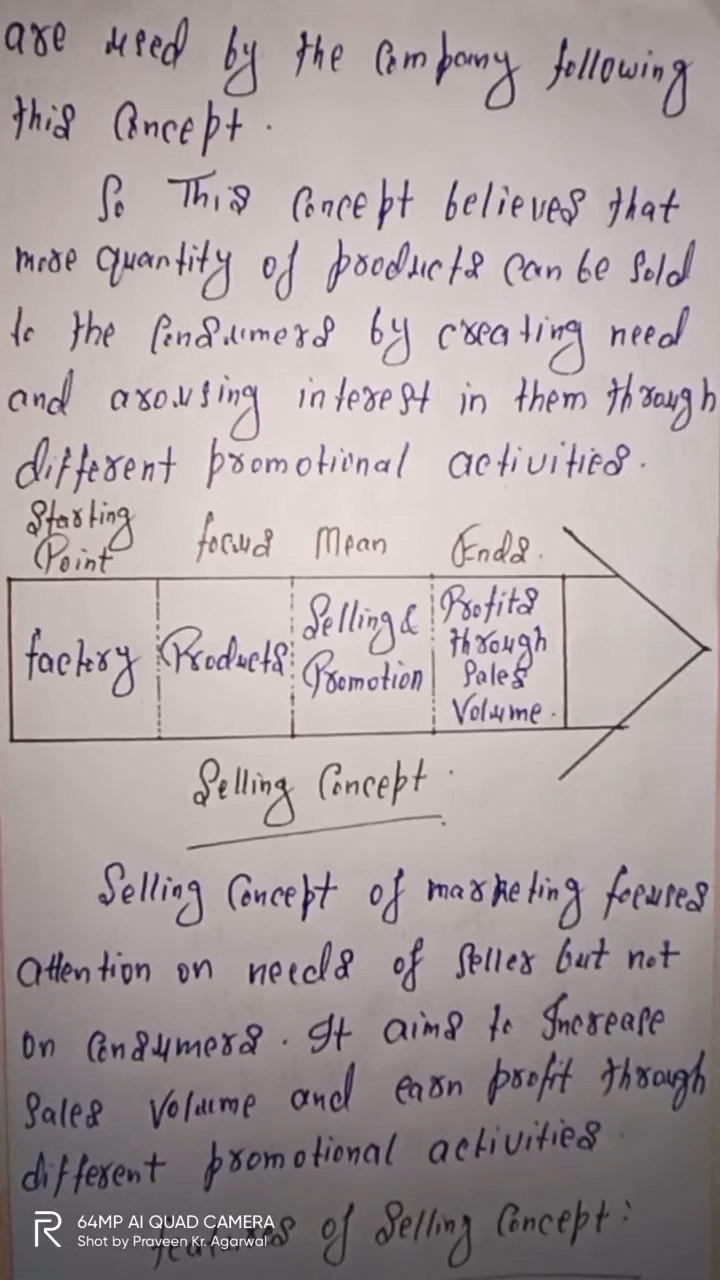 are used by the Company following
this Concept.
So This Concept believes that
more quantity of products can be Sold
to the Consumers by creating need
and arousing interest in them through
different promotional activities.
Starting Point focus Mean Ends.
factory Products Selling & Promotion Profits through Sales Volume.
Selling Concept.
Selling Concept of marketing focuses
attention on needs of Seller but not
on Consumers. It aims to Increase
Sales Volume and earn profit through
different promotional activities.
features of Selling Concept:
64MP AI QUAD CAMERA
Shot by Praveen Kr. Agarwal